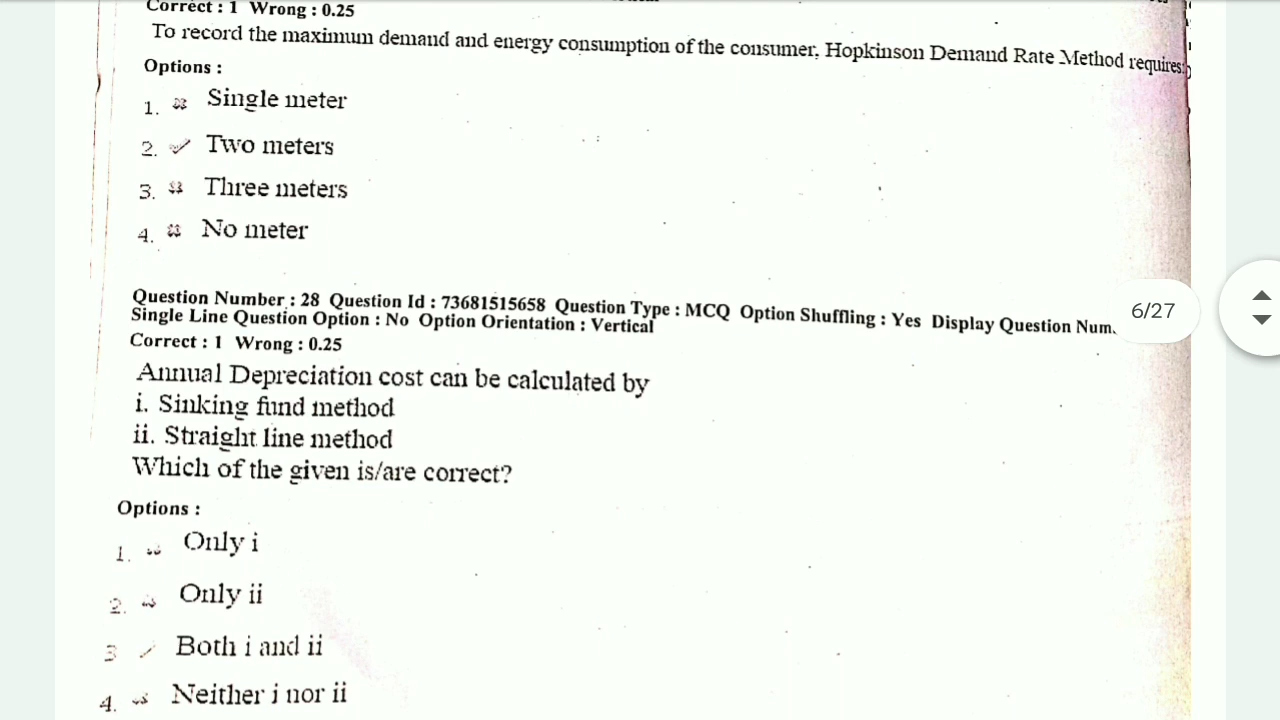 Correct : 1 Wrong : 0.25
To record the maximum demand and energy consumption of the consumer, Hopkinson Demand Rate Method requires:
Options :
1. Single meter
2. Two meters
3. Three meters
4. No meter
Question Number : 28 Question Id : 73681515658 Question Type : MCQ Option Shuffling : Yes Display Question Num
Single Line Question Option : No Option Orientation : Vertical
6/27
Correct : 1 Wrong : 0.25
Annual Depreciation cost can be calculated by
i. Sinking fund method
ii. Straight line method
Which of the given is/are correct?
Options :
1. Only i
2. Only ii
3 Both i and ii
4. Neither i nor ii